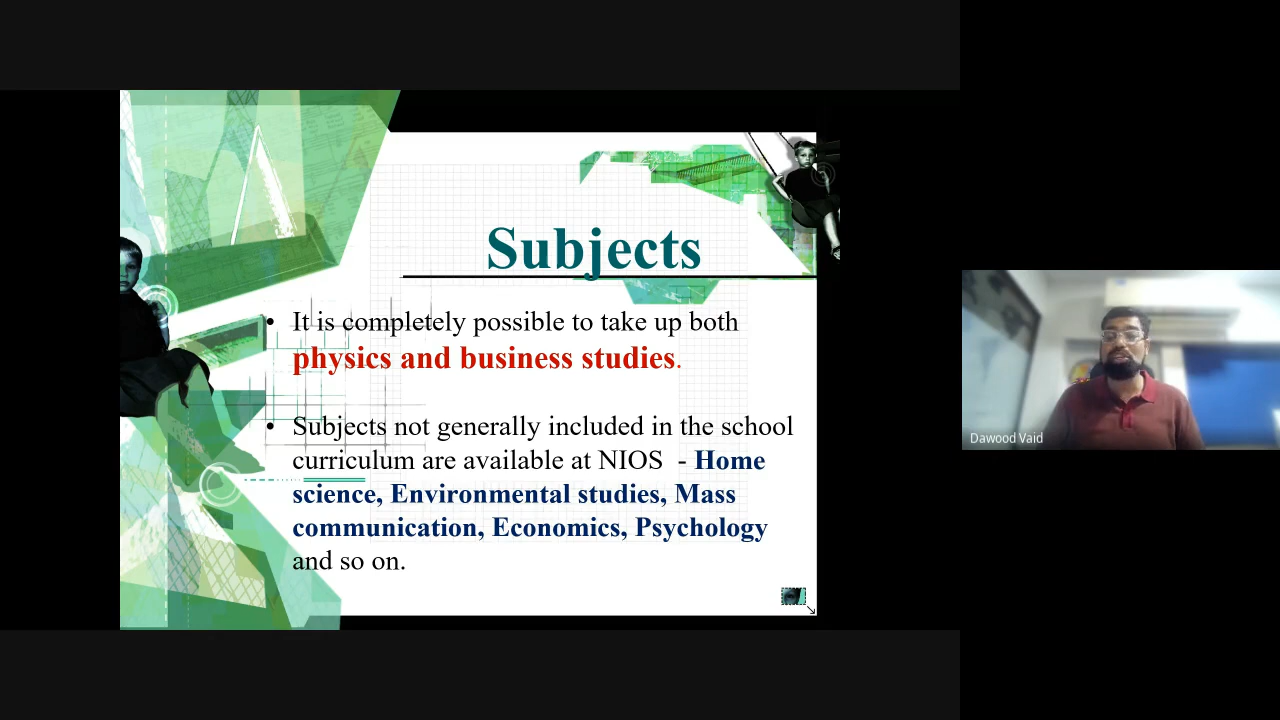 Subjects
• It is completely possible to take up both
physics and business studies.
• Subjects not generally included in the school
curriculum are available at NIOS - Home
science, Environmental studies, Mass
communication, Economics, Psychology
and so on.
Dawood Vaid